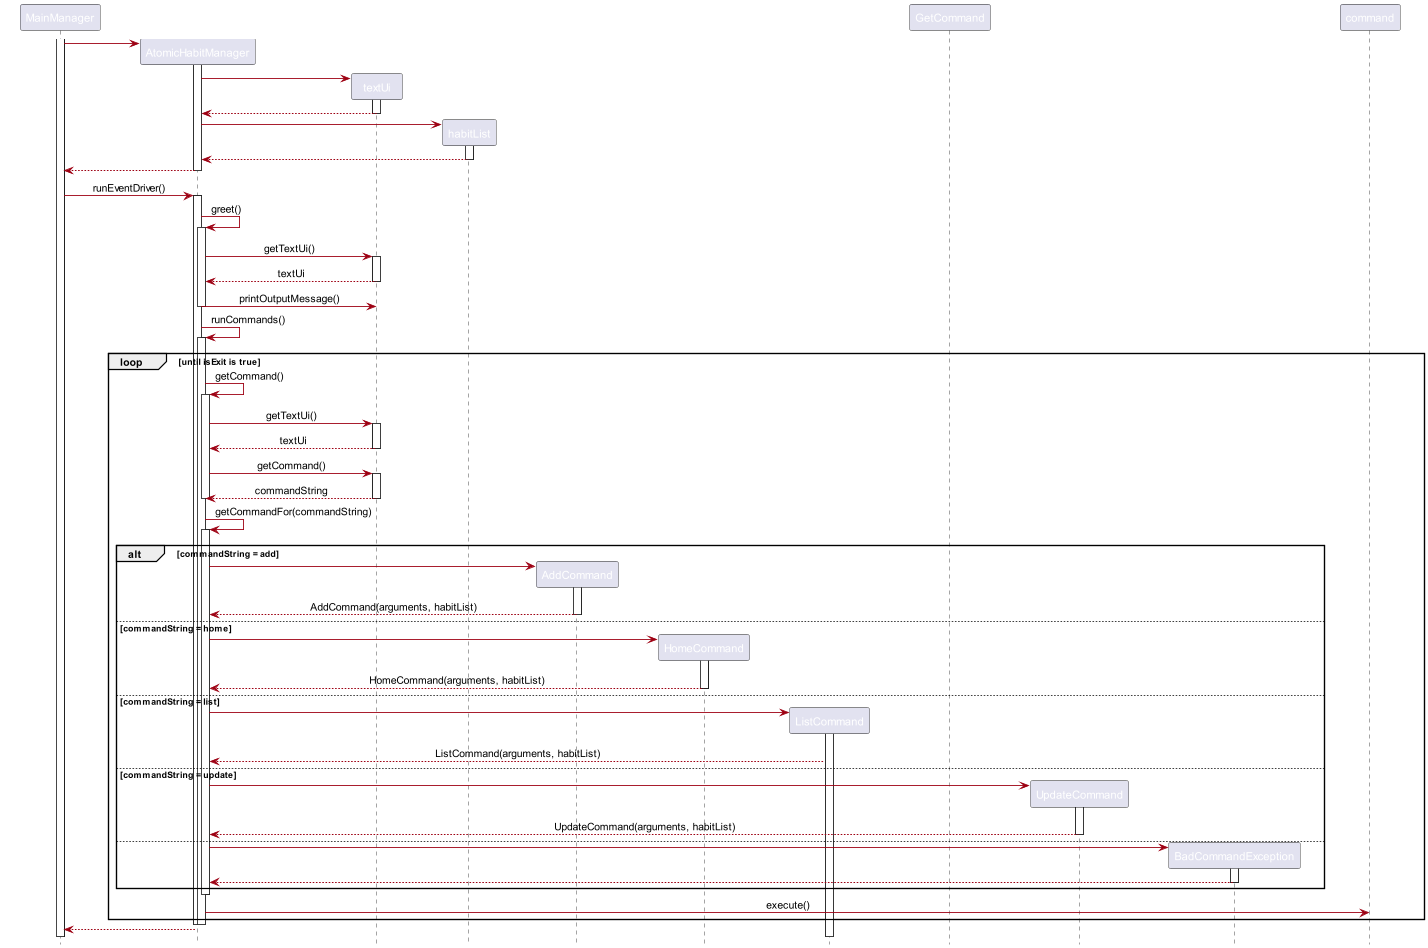 MainManager
GetCommand
command
AtomicHabitManager
textUi
habitList
runEventDriver()
greet()
getTextUi()
textUi
printOutputMessage()
runCommands()
loop [until isExit is true]
getCommand()
getTextUi()
textUi
getCommand()
commandString
getCommandFor(commandString)
alt [commandString = add]
AddCommand
AddCommand(arguments, habitList)
[commandString = home]
HomeCommand
HomeCommand(arguments, habitList)
[commandString = list]
ListCommand
ListCommand(arguments, habitList)
[commandString = update]
UpdateCommand
UpdateCommand(arguments, habitList)
BadCommandException
execute()